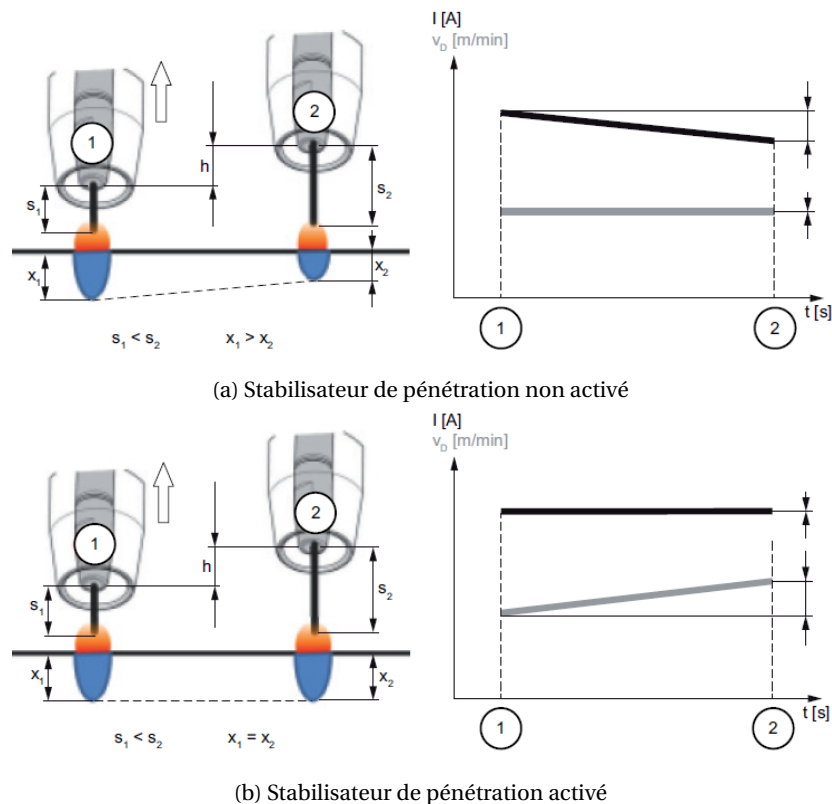 I [A]
v_D [m/min]
1
2
h
s_1
s_2
x_1
x_2
s_1 < s_2 x_1 > x_2
t [s]
1
2
(a) Stabilisateur de pénétration non activé
I [A]
v_D [m/min]
1
2
h
s_1
s_2
x_1
x_2
s_1 < s_2 x_1 = x_2
t [s]
1
2
(b) Stabilisateur de pénétration activé